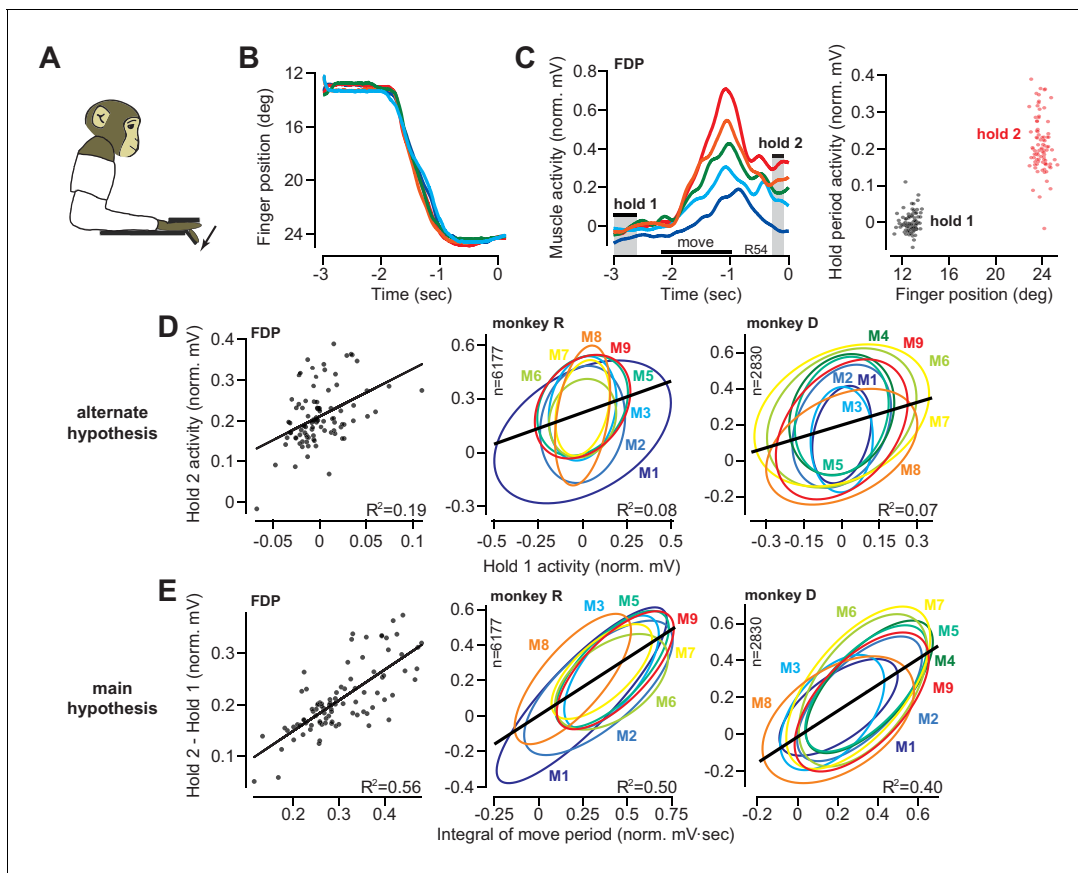 A
B
12
14
19
24
Finger position (deg)
-3
-2
-1
0
Time (sec)
C
FDP
0.8
0.6
0.4
0.2
0
Muscle activity (norm. mV)
hold 1
hold 2
move
R54
-3
-2
-1
0
Time (sec)
0.4
0.3
0.2
0.1
0
Hold period activity (norm. mV)
hold 2
hold 1
12
16
20
24
Finger position (deg)
alternate
hypothesis
D
FDP
0.4
0.3
0.2
0.1
0
Hold 2 activity (norm. mV)
R2=0.19
-0.05
0
0.05
0.1
monkey R
n=6177
0.6
0.3
0
-0.3
M8
M7
M9
M6
M5
M3
M2
M1
R2=0.08
-0.5
-0.25
0
0.25
0.5
Hold 1 activity (norm. mV)
monkey D
n=2830
0.6
0.4
0.2
0
-0.2
M4
M9
M6
M2
M1
M3
M7
M5
M8
R2=0.07
-0.3
-0.15
0
0.15
0.3
main
hypothesis
E
FDP
0.3
0.2
0.1
Hold 2 - Hold 1 (norm. mV)
R2=0.56
0.2
0.3
0.4
monkey R
n=6177
0.6
0.4
0.2
0
-0.2
-0.4
M5
M3
M9
M8
M7
M6
M2
M1
R2=0.50
-0.25
0
0.25
0.50
0.75
Integral of move period (norm. mV·sec)
monkey D
n=2830
0.6
0.4
0.2
0
-0.2
M7
M6
M5
M3
M4
M8
M9
M2
M1
R2=0.40
-0.2
0
0.2
0.4
0.6